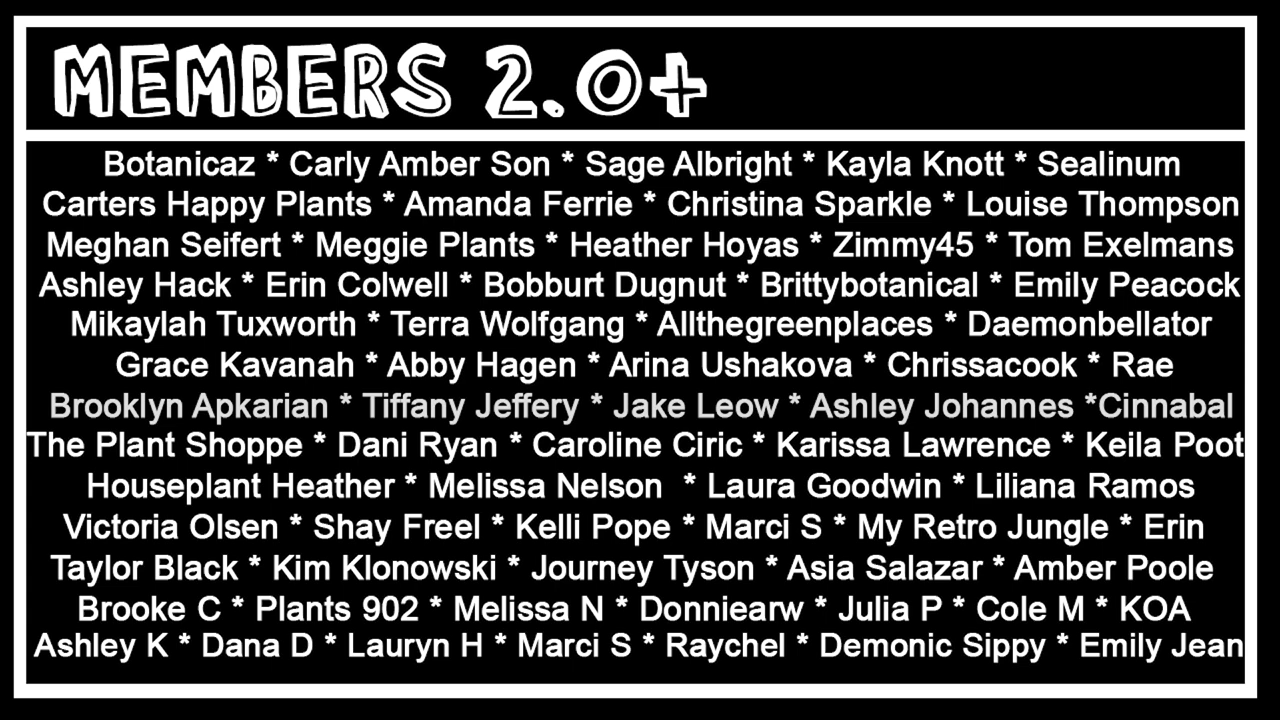 MEMBERS 2.0+
Botanicaz * Carly Amber Son * Sage Albright * Kayla Knott * Sealinum
Carters Happy Plants * Amanda Ferrie * Christina Sparkle * Louise Thompson
Meghan Seifert * Meggie Plants * Heather Hoyas * Zimmy45 * Tom Exelmans
Ashley Hack * Erin Colwell * Bobburt Dugnut * Brittybotanical * Emily Peacock
Mikaylah Tuxworth * Terra Wolfgang * Allthegreenplaces * Daemonbellator
Grace Kavanah * Abby Hagen * Arina Ushakova * Chrissacook * Rae
Brooklyn Apkarian * Tiffany Jeffery * Jake Leow * Ashley Johannes *Cinnabal
The Plant Shoppe * Dani Ryan * Caroline Ciric * Karissa Lawrence * Keila Poot
Houseplant Heather * Melissa Nelson  * Laura Goodwin * Liliana Ramos
Victoria Olsen * Shay Freel * Kelli Pope * Marci S * My Retro Jungle * Erin
Taylor Black * Kim Klonowski * Journey Tyson * Asia Salazar * Amber Poole
Brooke C * Plants 902 * Melissa N * Donniearw * Julia P * Cole M * KOA
Ashley K * Dana D * Lauryn H * Marci S * Raychel * Demonic Sippy * Emily Jean